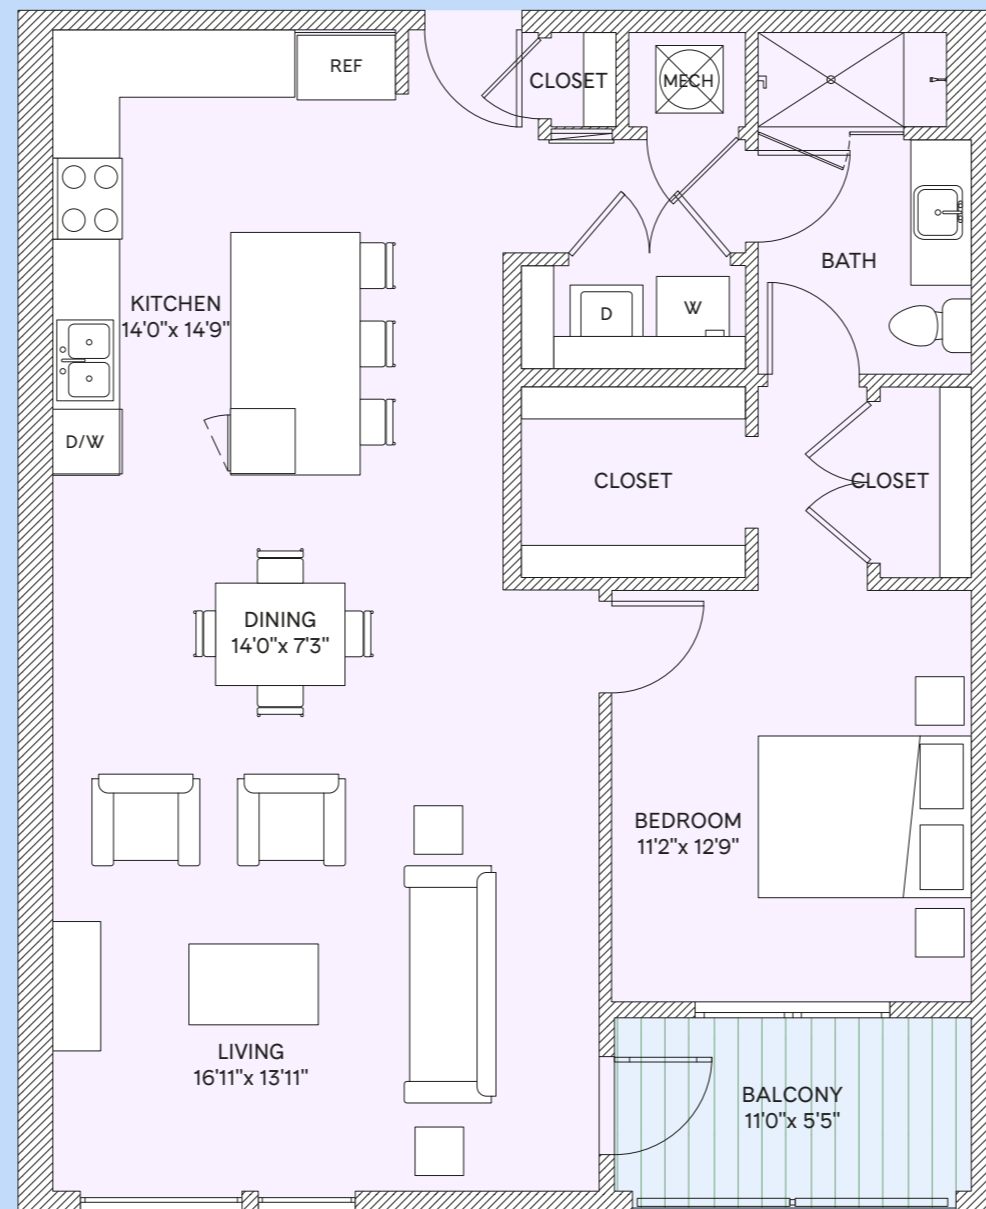 REF
CLOSET
MECH
BATH
KITCHEN
14'0"x 14'9"
D
W
D/W
CLOSET
CLOSET
DINING
14'0"x 7'3"
BEDROOM
11'2"x 12'9"
LIVING
16'11"x 13'11"
BALCONY
11'0"x 5'5"